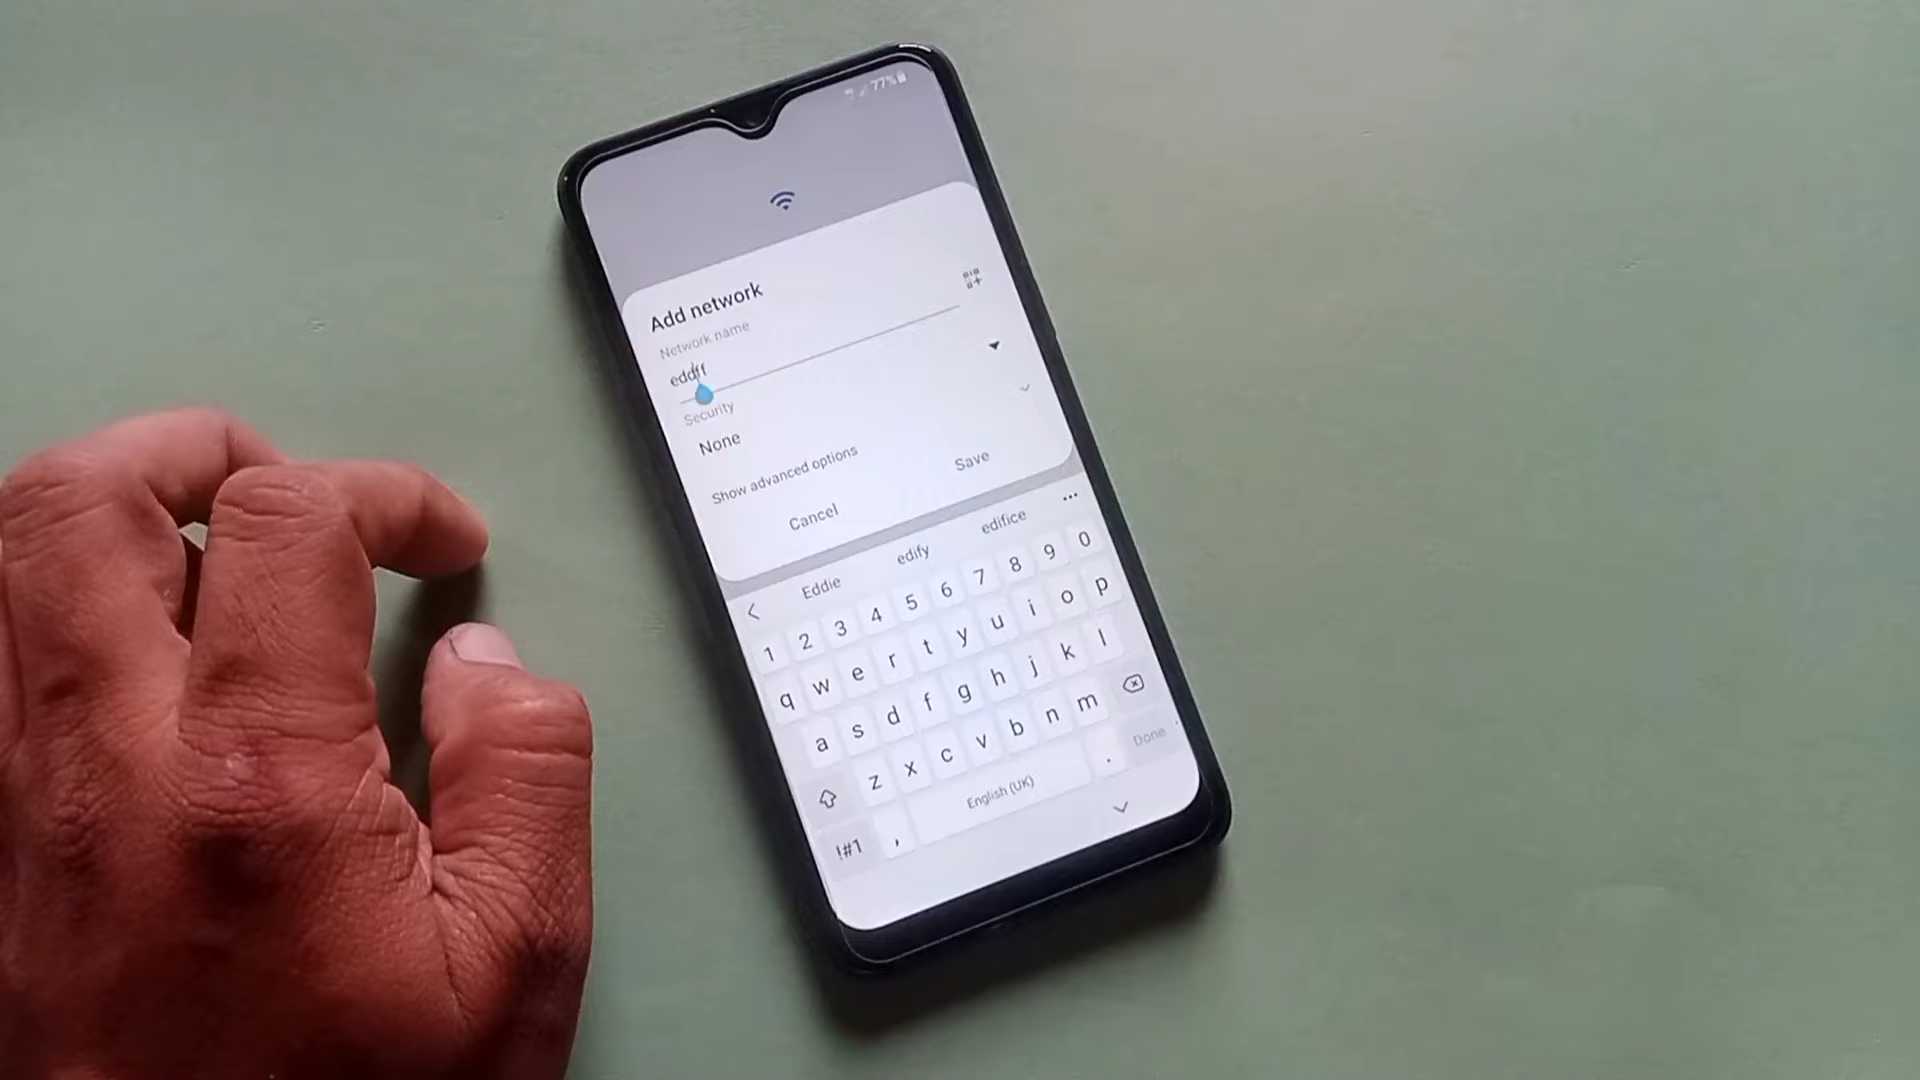 77%
Add network
Network name
eddff
Security
None
Show advanced options
Cancel Save
Eddie edify edifice
1 2 3 4 5 6 7 8 9 0
q w e r t y u i o p
a s d f g h j k l
z x c v b n m
!#1 , English (UK) . Done